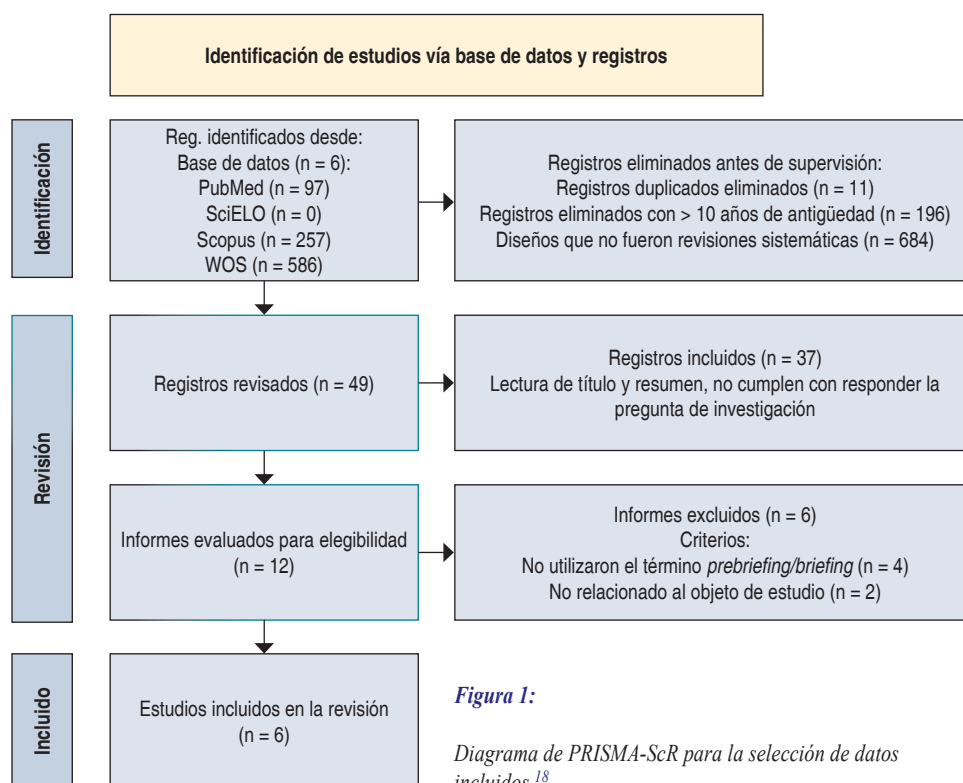 Identificación de estudios vía base de datos y registros
Identificación
Reg. identificados desde:
Base de datos (n = 6):
PubMed (n = 97)
SciELO (n = 0)
Scopus (n = 257)
WOS (n = 586)
Registros eliminados antes de supervisión:
Registros duplicados eliminados (n = 11)
Registros eliminados con > 10 años de antigüedad (n = 196)
Diseños que no fueron revisiones sistemáticas (n = 684)
Revisión
Registros revisados (n = 49)
Registros incluidos (n = 37)
Lectura de título y resumen, no cumplen con responder la
pregunta de investigación
Informes evaluados para elegibilidad
(n = 12)
Informes excluidos (n = 6)
Criterios:
No utilizaron el término prebriefing/briefing (n = 4)
No relacionado al objeto de estudio (n = 2)
Incluido
Estudios incluidos en la revisión
(n = 6)
Figura 1:
Diagrama de PRISMA-ScR para la selección de datos
incluidos.18